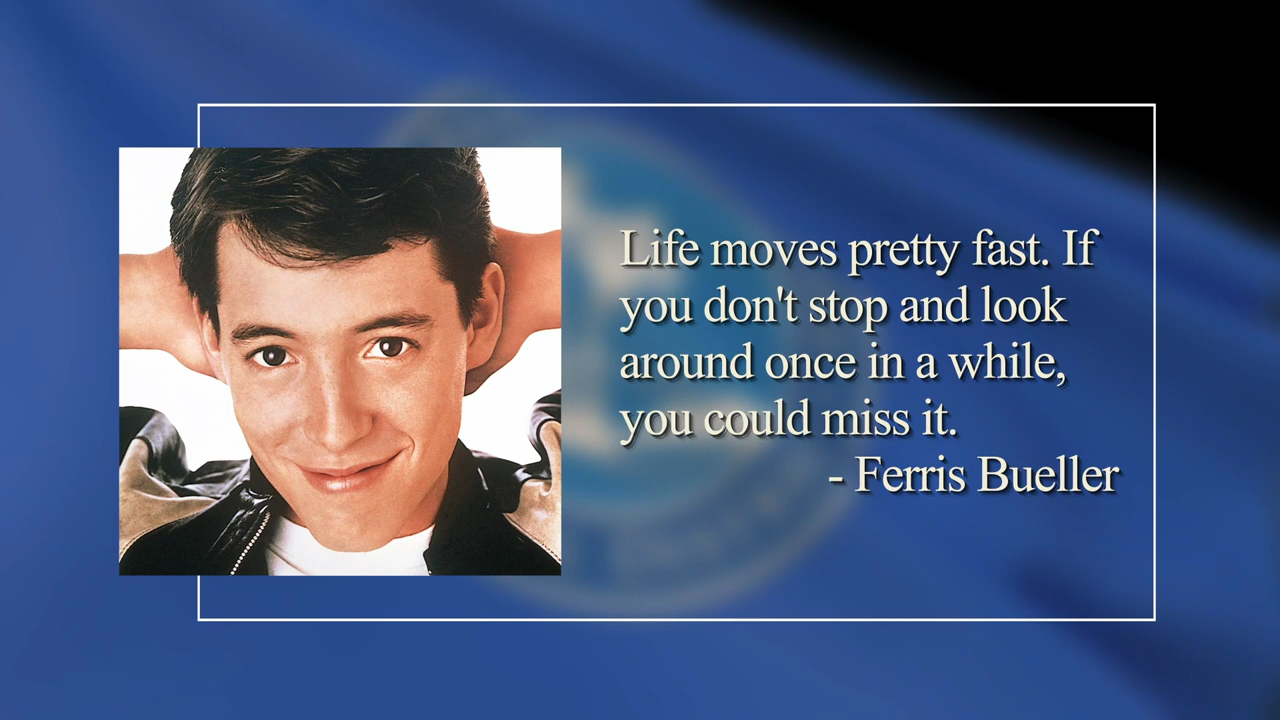 Life moves pretty fast. If
you don't stop and look
around once in a while,
you could miss it.
- Ferris Bueller